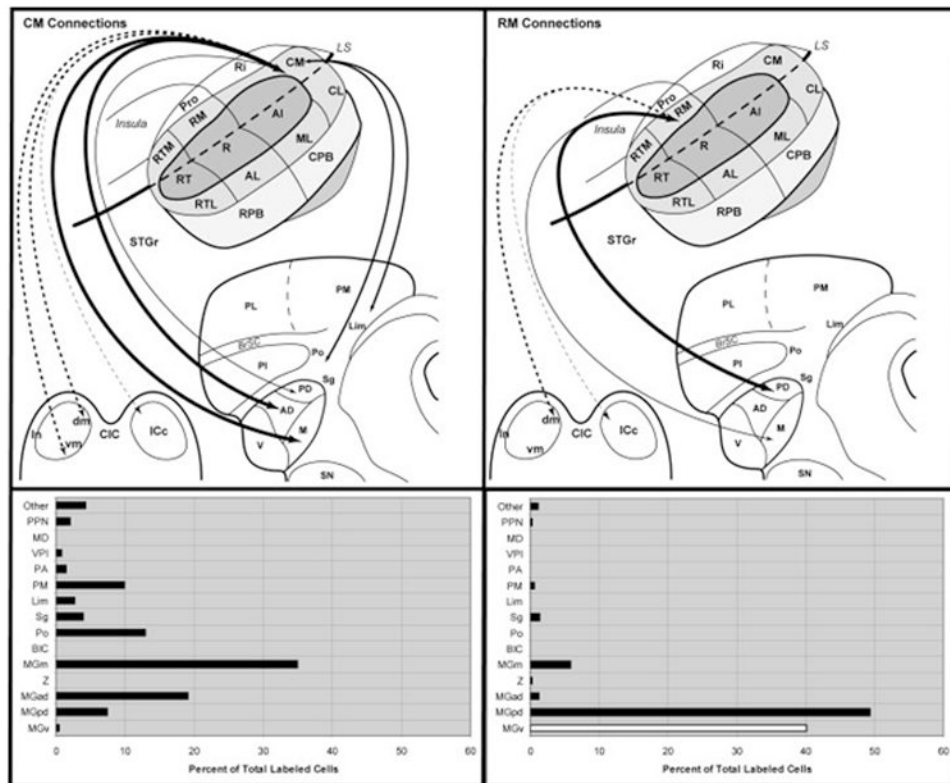 CM Connections
LS
Ri
CM
Pro
CL
RM
AI
Insula
RTM
R
ML
RT
CPB
AL
RTL
RPB
STGr
PL
PM
Lim
BrSC
Po
PI
Sg
PD
AD
M
V
SN
ln
dm
vm
CIC
ICc
RM Connections
LS
Ri
CM
Pro
CL
RM
AI
Insula
RTM
R
ML
RT
CPB
AL
RTL
RPB
STGr
PL
PM
Lim
BrSC
Po
PI
Sg
PD
AD
M
V
SN
ln
dm
vm
CIC
ICc
Other
PPN
MD
VPI
PA
PM
Lim
Sg
Po
BIC
MGm
Z
MGad
MGpd
MGv
0 10 20 30 40 50 60
Percent of Total Labeled Cells
Other
PPN
MD
VPI
PA
PM
Lim
Sg
Po
BIC
MGm
Z
MGad
MGpd
MGv
0 10 20 30 40 50 60
Percent of Total Labeled Cells